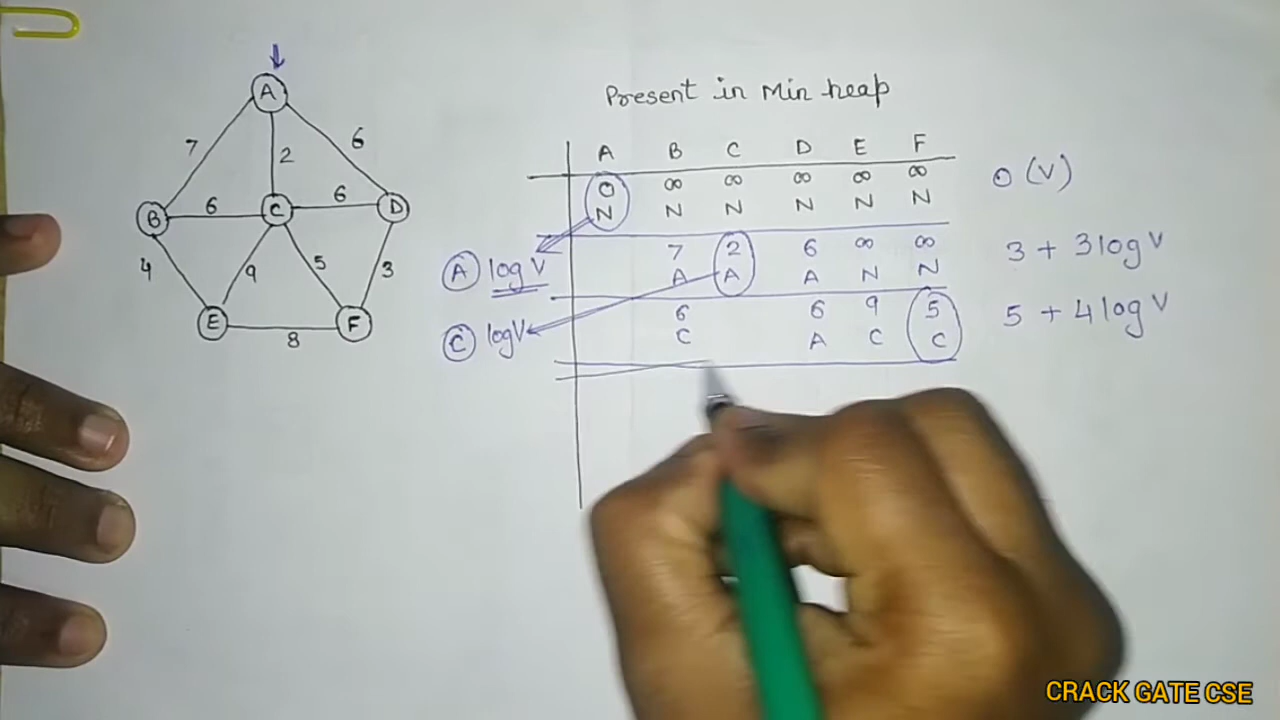 A
7
2
6
B
6
C
6
D
4
9
5
3
E
8
F
Present in Min heap
A B C D E F
0 ∞ ∞ ∞ ∞ ∞
N N N N N N
O(V)
A log V
7 2 6 ∞ ∞
A A A N N
3 + 3 log V
C log V
6 6 9 5
C A C C
5 + 4 log V
CRACK GATE CSE